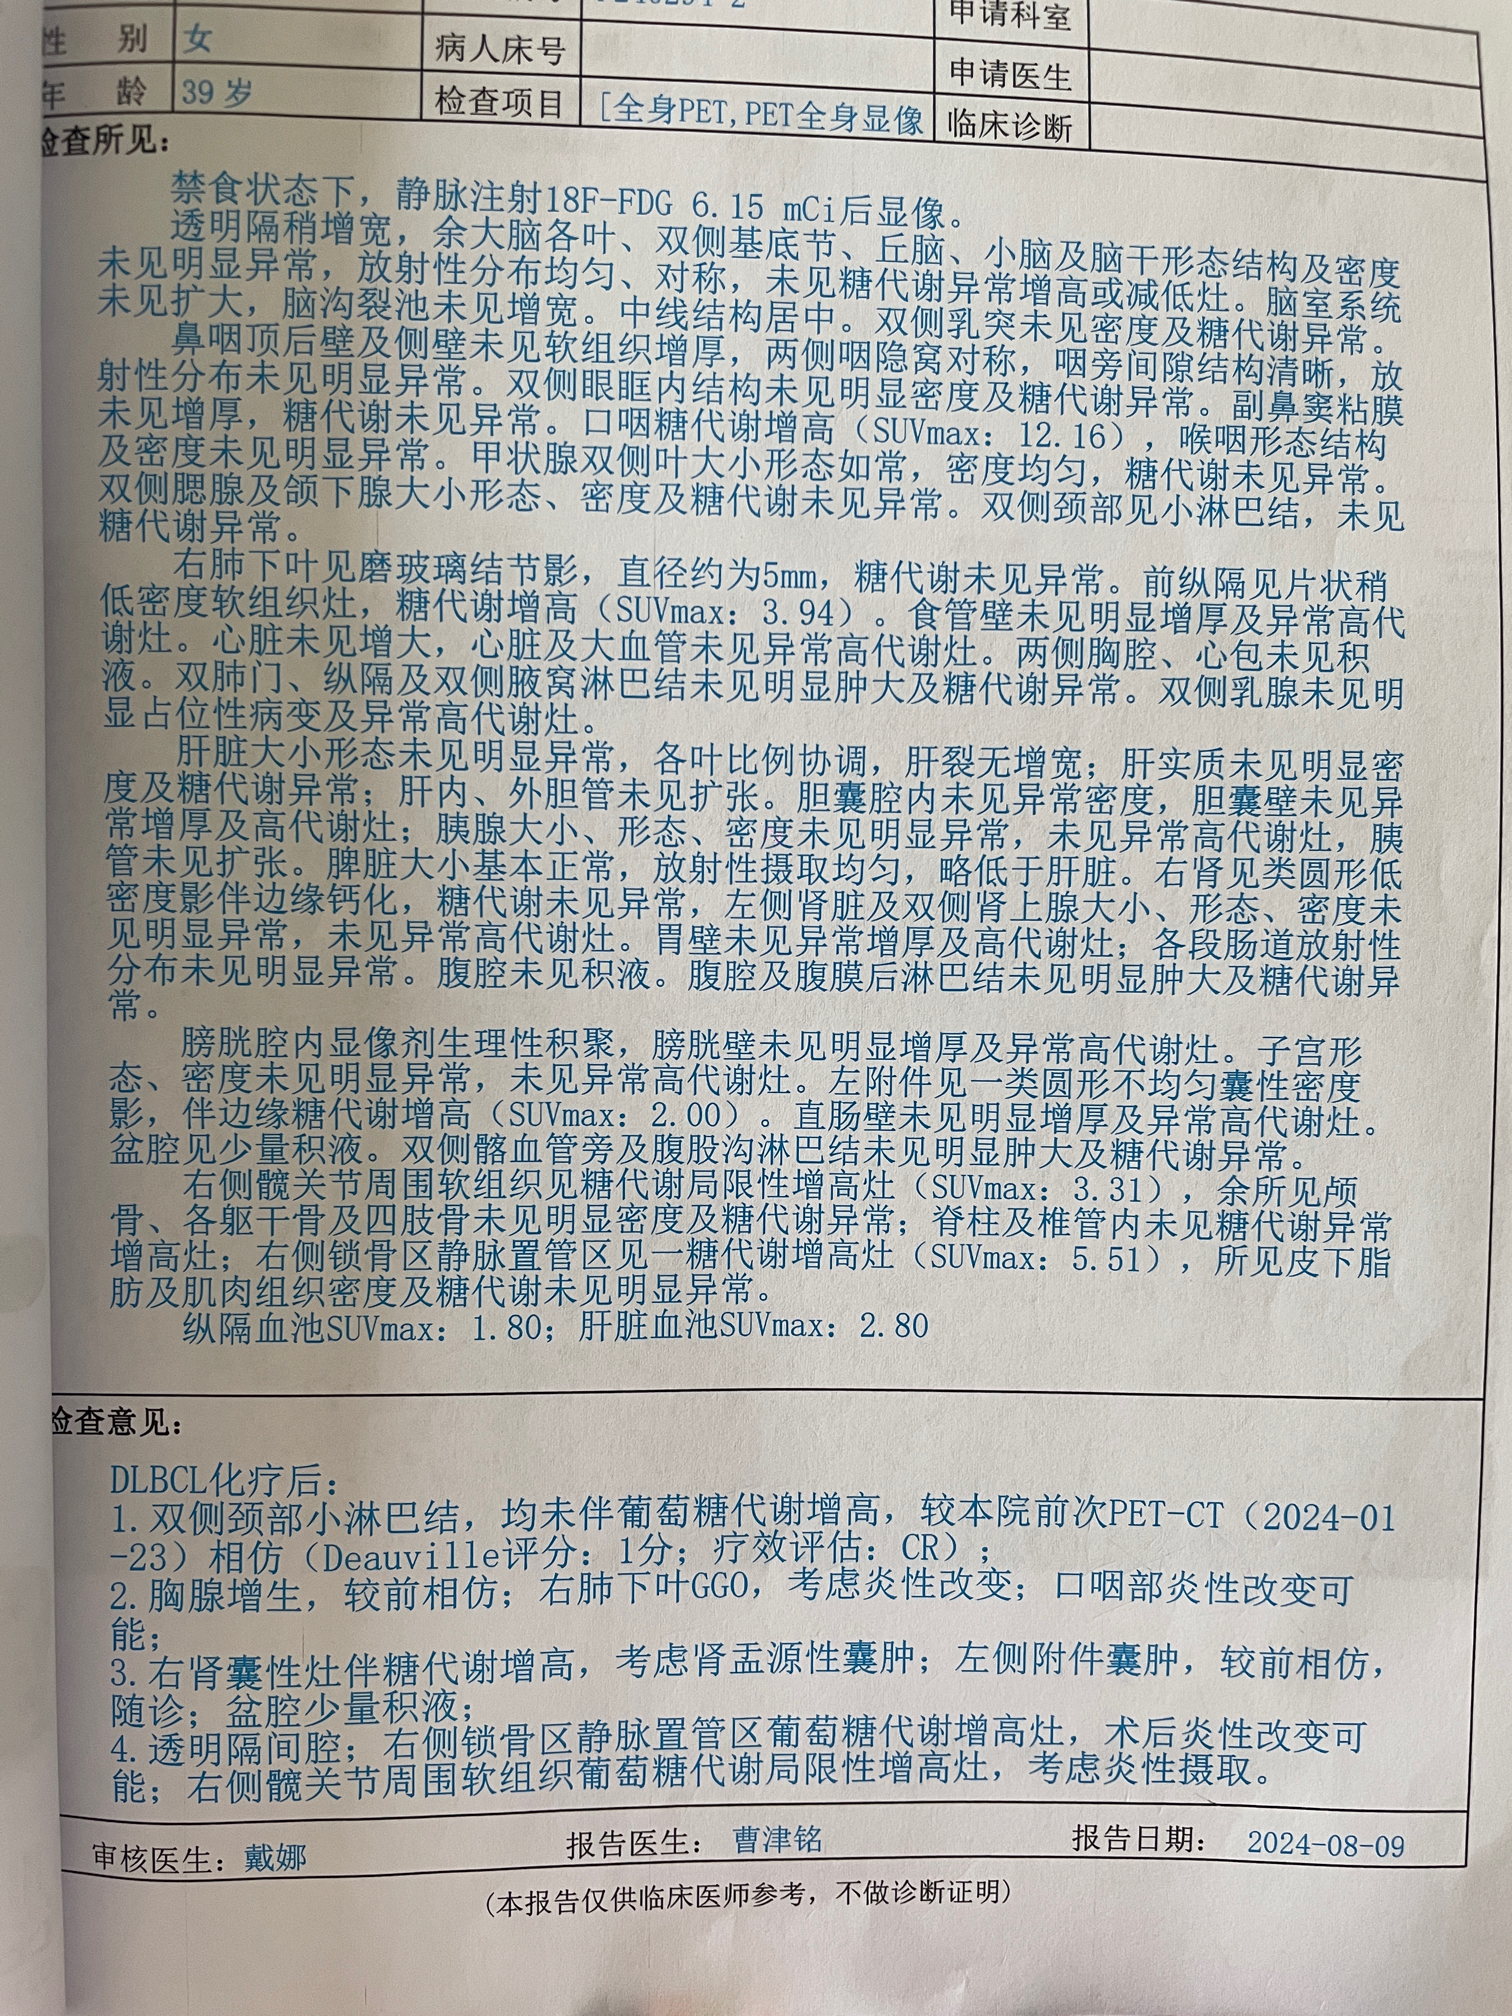 申请科室
性 别 女 病人床号 申请医生
年 龄 39 岁 检查项目 [全身PET,PET全身显像 临床诊断
检查所见：
禁食状态下，静脉注射18F-FDG 6.15 mCi后显像。
透明隔稍增宽，余大脑各叶、双侧基底节、丘脑、小脑及脑干形态结构及密度
未见明显异常，放射性分布均匀、对称，未见糖代谢异常增高或减低灶。脑室系统
未见扩大，脑沟裂池未见增宽。中线结构居中。双侧乳突未见密度及糖代谢异常。
鼻咽顶后壁及侧壁未见软组织增厚，两侧咽隐窝对称，咽旁间隙结构清晰，放
射性分布未见明显异常。双侧眼眶内结构未见明显密度及糖代谢异常。副鼻窦粘膜
未见增厚，糖代谢未见异常。口咽糖代谢增高（SUVmax：12.16），喉咽形态结构
及密度未见明显异常。甲状腺双侧叶大小形态如常，密度均匀，糖代谢未见异常。
双侧腮腺及颌下腺大小形态、密度及糖代谢未见异常。双侧颈部见小淋巴结，未见
糖代谢异常。
右肺下叶见磨玻璃结节影，直径约为5mm，糖代谢未见异常。前纵隔见片状稍
低密度软组织灶，糖代谢增高（SUVmax：3.94）。食管壁未见明显增厚及异常高代
谢灶。心脏未见增大，心脏及大血管未见异常高代谢灶。两侧胸腔、心包未见积
液。双肺门、纵隔及双侧腋窝淋巴结未见明显肿大及糖代谢异常。双侧乳腺未见明
显占位性病变及异常高代谢灶。
肝脏大小形态未见明显异常，各叶比例协调，肝裂无增宽；肝实质未见明显密
度及糖代谢异常；肝内、外胆管未见扩张。胆囊腔内未见异常密度，胆囊壁未见异
常增厚及高代谢灶；胰腺大小、形态、密度未见明显异常，未见异常高代谢灶，胰
管未见扩张。脾脏大小基本正常，放射性摄取均匀，略低于肝脏。右肾见类圆形低
密度影伴边缘钙化，糖代谢未见异常，左侧肾脏及双侧肾上腺大小、形态、密度未
见明显异常，未见异常高代谢灶。胃壁未见异常增厚及高代谢灶；各段肠道放射性
分布未见明显异常。腹腔未见积液。腹腔及腹膜后淋巴结未见明显肿大及糖代谢异
常。
膀胱腔内显像剂生理性积聚，膀胱壁未见明显增厚及异常高代谢灶。子宫形
态、密度未见明显异常，未见异常高代谢灶。左附件见一类圆形不均匀囊性密度
影，伴边缘糖代谢增高（SUVmax：2.00）。直肠壁未见明显增厚及异常高代谢灶。
盆腔见少量积液。双侧髂血管旁及腹股沟淋巴结未见明显肿大及糖代谢异常。
右侧髋关节周围软组织见糖代谢局限性增高灶（SUVmax：3.31），余所见颅
骨、各躯干骨及四肢骨未见明显密度及糖代谢异常；脊柱及椎管内未见糖代谢异常
增高灶；右侧锁骨区静脉置管区见一糖代谢增高灶（SUVmax：5.51），所见皮下脂
肪及肌肉组织密度及糖代谢未见明显异常。
纵隔血池SUVmax：1.80；肝脏血池SUVmax：2.80
检查意见：
DLBCL化疗后：
1.双侧颈部小淋巴结，均未伴葡萄糖代谢增高，较本院前次PET-CT（2024-01
-23）相仿（Deauville评分：1分；疗效评估：CR）；
2.胸腺增生，较前相仿；右肺下叶GGO，考虑炎性改变；口咽部炎性改变可
能；
3.右肾囊性灶伴糖代谢增高，考虑肾盂源性囊肿；左侧附件囊肿，较前相仿，
随诊；盆腔少量积液；
4.透明隔间腔；右侧锁骨区静脉置管区葡萄糖代谢增高灶，术后炎性改变可
能；右侧髋关节周围软组织葡萄糖代谢局限性增高灶，考虑炎性摄取。
审核医生：戴娜 报告医生：曹津铭 报告日期：2024-08-09
(本报告仅供临床医师参考，不做诊断证明)